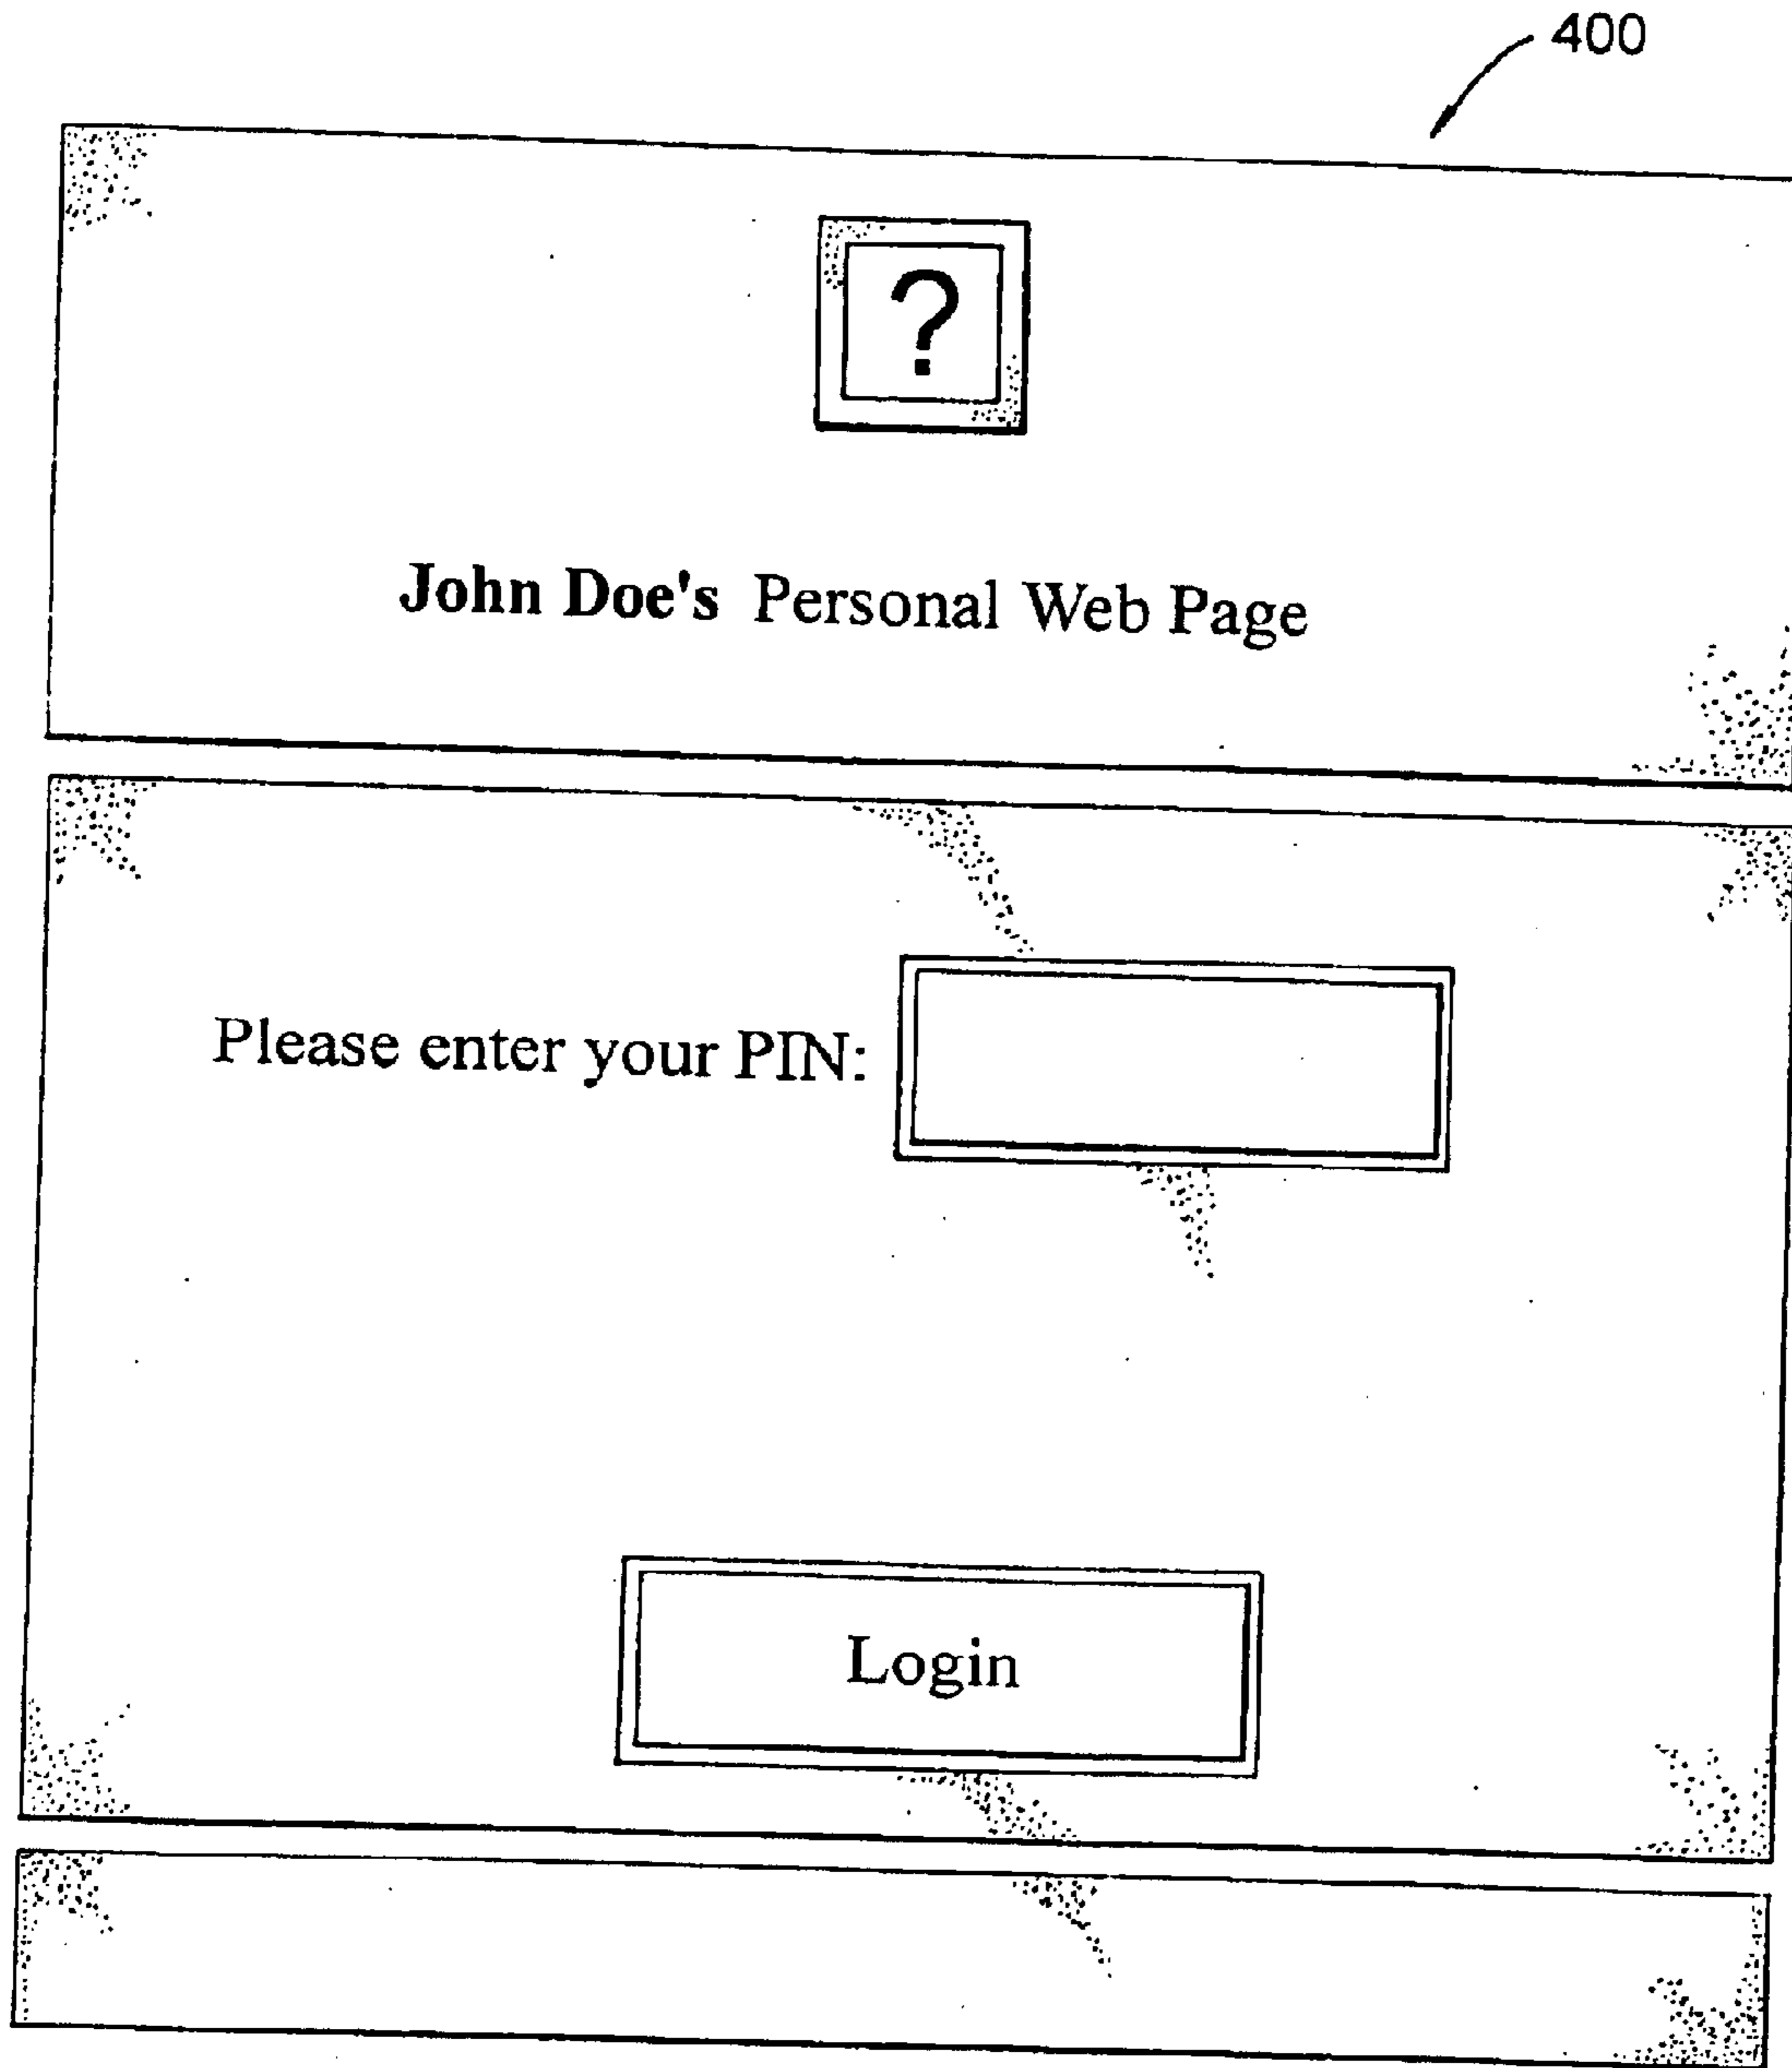 400
?
John Doe's Personal Web Page
Please enter your PIN:
Login